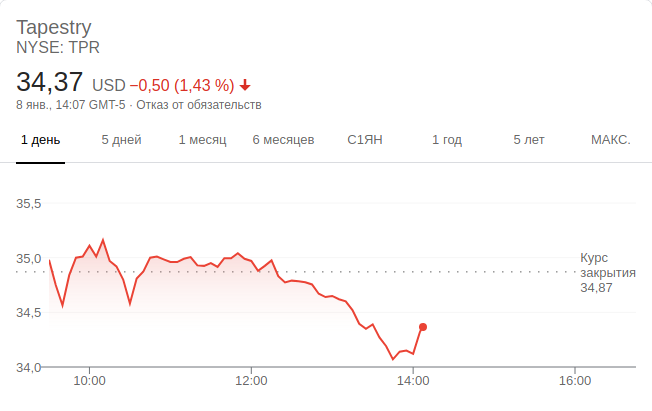 Tapestry
NYSE: TPR
34,37 USD −0,50 (1,43 %)
8 янв., 14:07 GMT-5 · Отказ от обязательств
1 день 5 дней 1 месяц 6 месяцев С1ЯН 1 год 5 лет МАКС.
35,5
35,0
34,5
34,0
Курс
закрытия
34,87
10:00 12:00 14:00 16:00